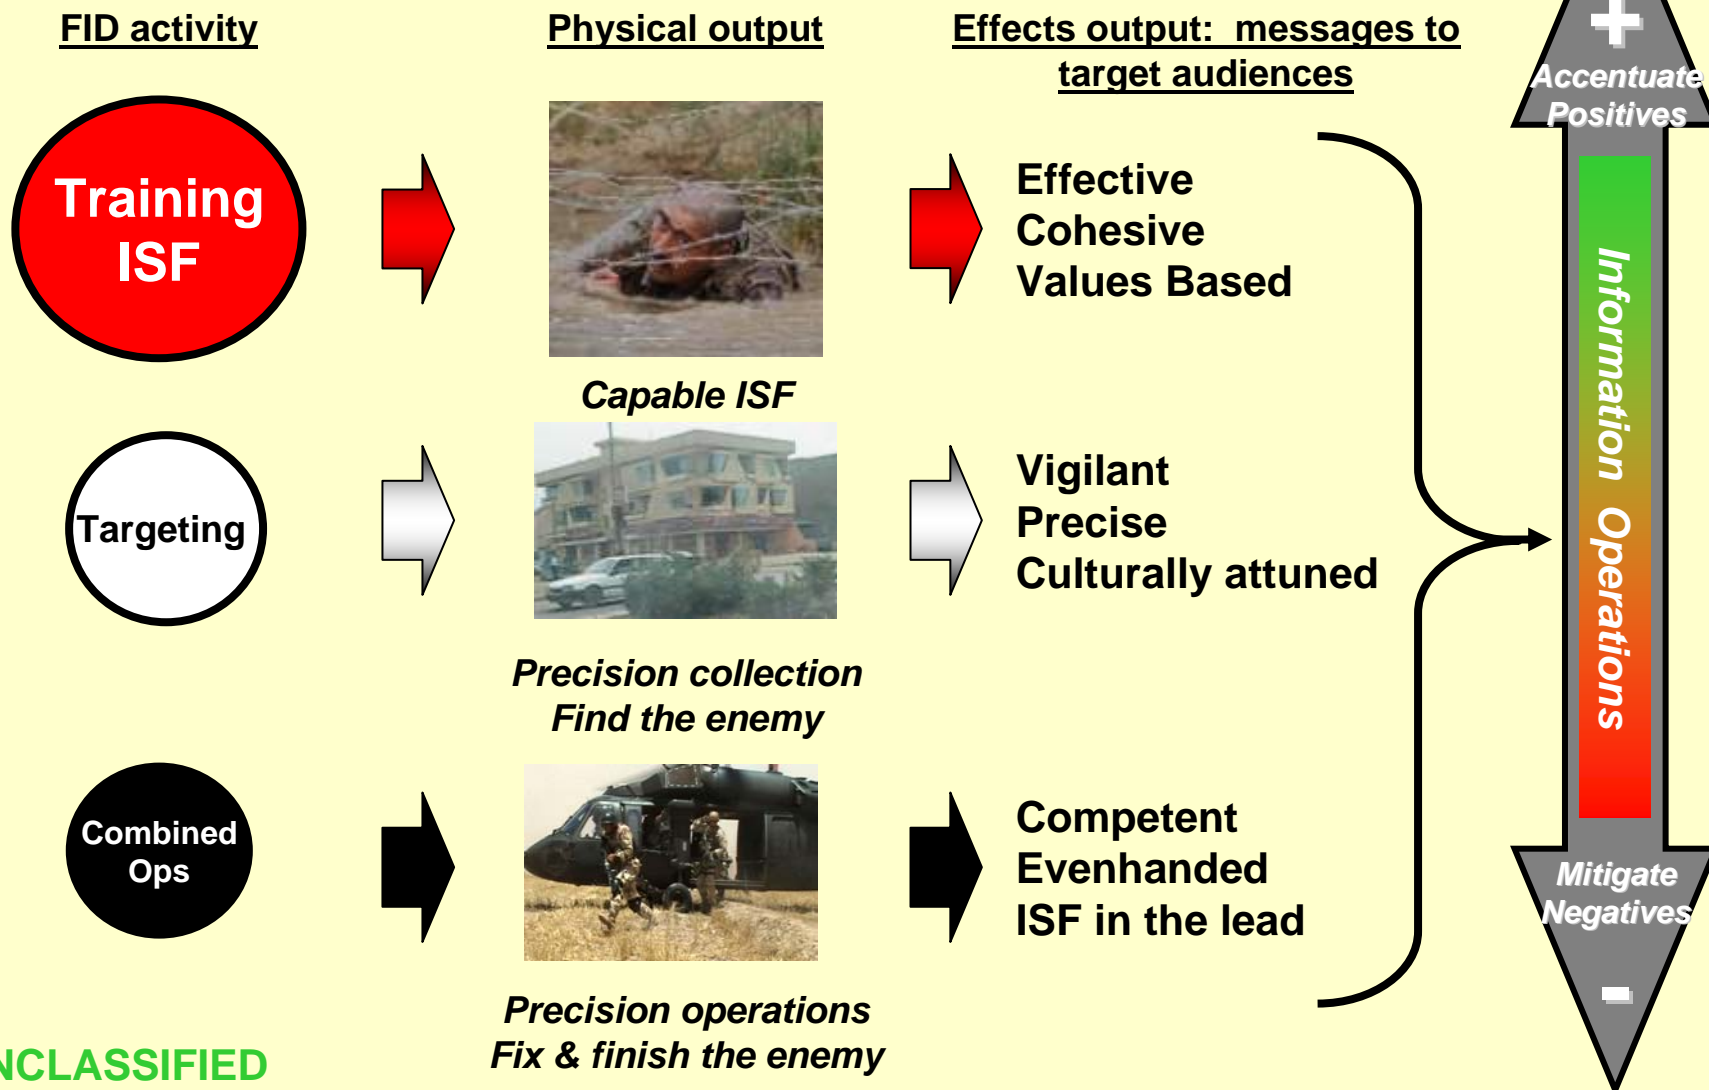 FID activity
Physical output
Effects output:  messages to
target audiences
+
Accentuate
Positives
Training
ISF
Capable ISF
Effective
Cohesive
Values Based
Targeting
Precision collection
Find the enemy
Vigilant
Precise
Culturally attuned
Combined
Ops
Precision operations
Fix & finish the enemy
Competent
Evenhanded
ISF in the lead
Information Operations
Mitigate
Negatives
-
NCLASSIFIED